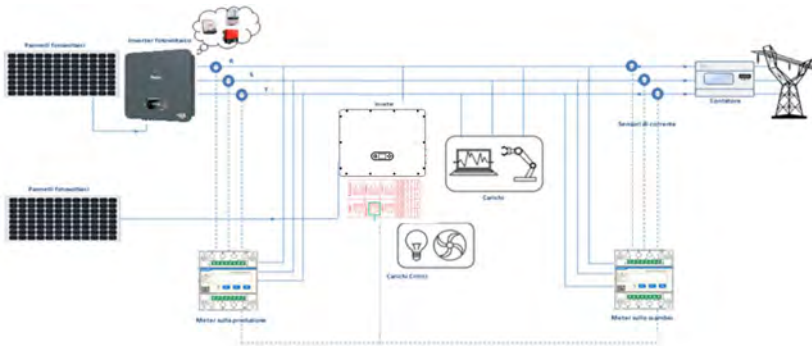 Pannelli fotovoltaici
Inverter fotovoltaico
R
S
T
Inverter
Contatore
Sensori di corrente
Carichi
Pannelli fotovoltaici
Carichi Critici
Meter sulla produzione
Meter sullo scambio